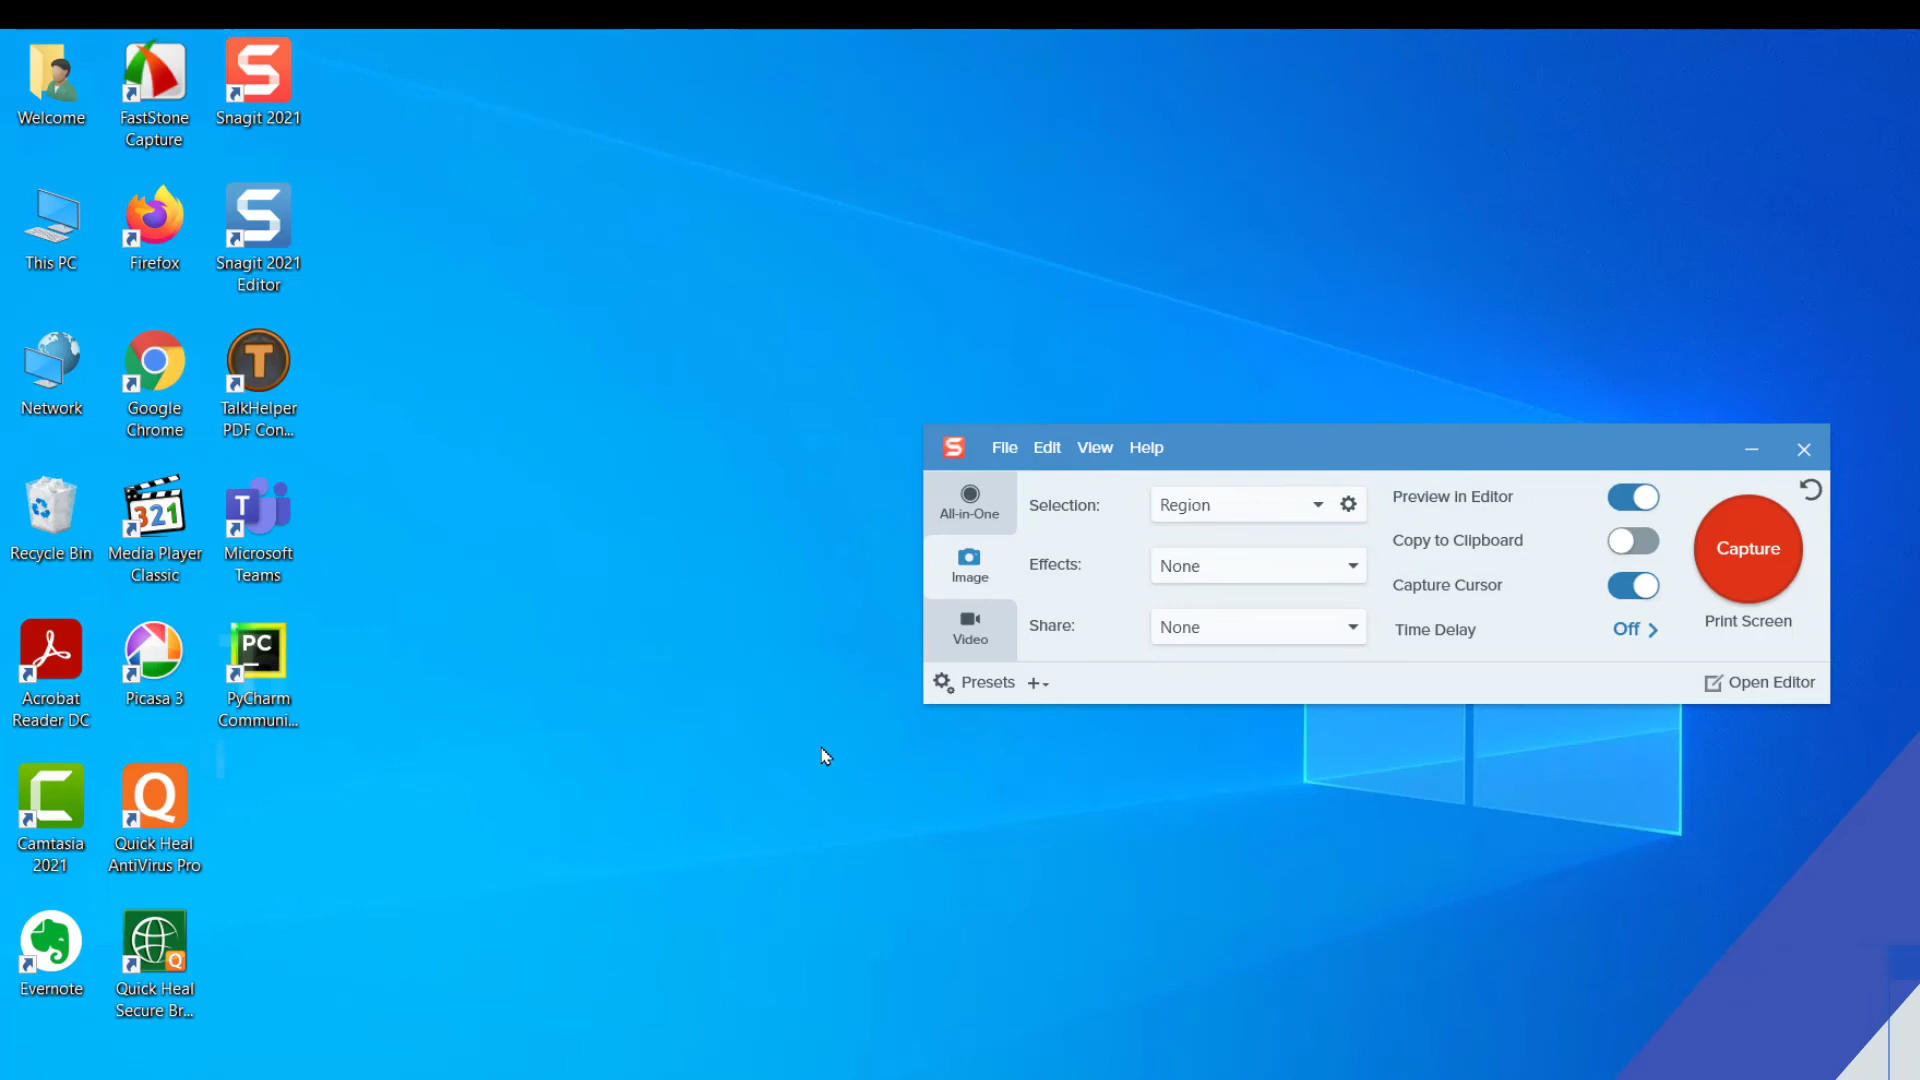 Welcome
FastStone
Capture
Snagit 2021
This PC
Firefox
Snagit 2021
Editor
Network
Google
Chrome
TalkHelper
PDF Con...
Recycle Bin
321
Media Player
Classic
T
Microsoft
Teams
Acrobat
Reader DC
Picasa 3
PC
PyCharm
Communi...
Camtasia
2021
Quick Heal
AntiVirus Pro
Evernote
Quick Heal
Secure Br...
File Edit View Help
All-in-One
Image
Video
Selection: Region
Effects: None
Share: None
Preview in Editor
Copy to Clipboard
Capture Cursor
Time Delay Off
Capture
Print Screen
Presets
Open Editor